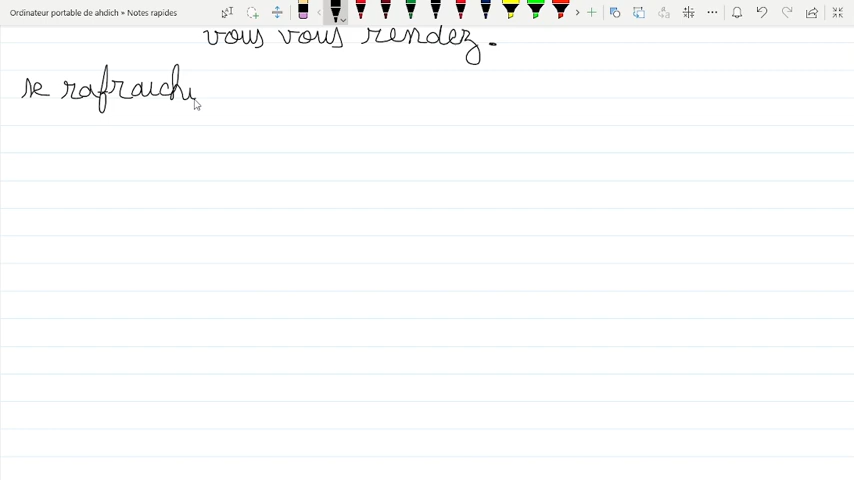 Ordinateur portable de ahdich » Notes rapides
vous vous rendez.
se rafraichi